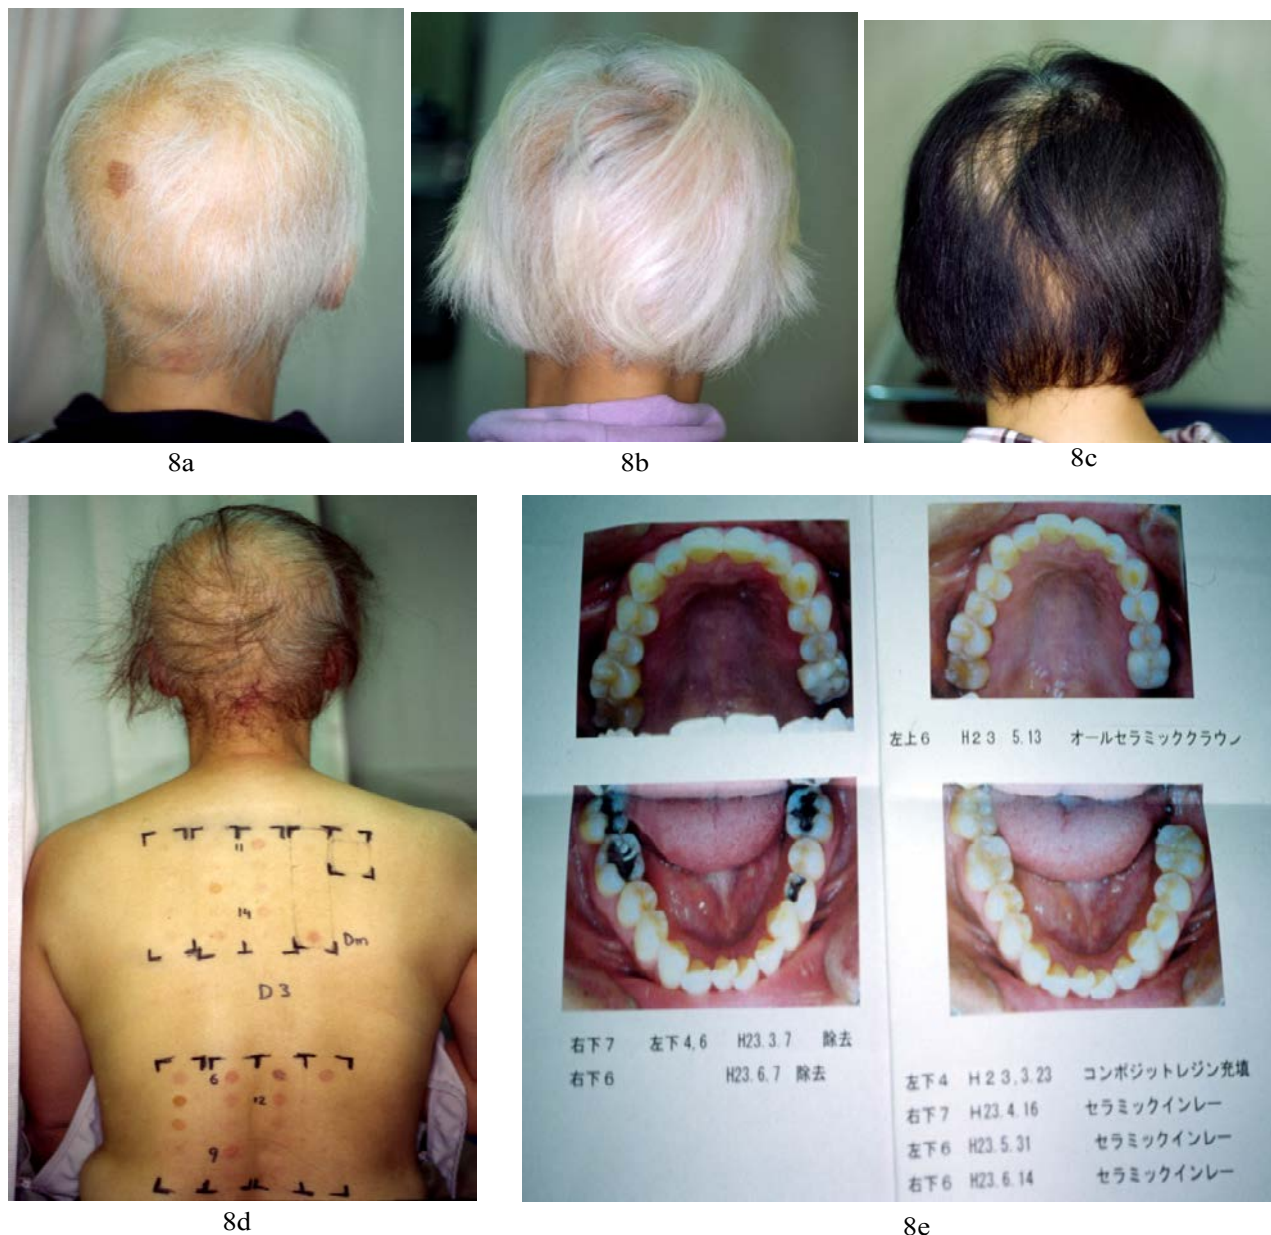 8a
8b
8c
11
14
Dm
D3
6
12
9
8d
左上6 H23 5.13 オールセラミッククラウン
右下7 左下4,6 H23.3.7 除去
右下6 H23.6.7 除去
左下4 H23,3.23 コンポジットレジン充填
右下7 H23.4.16 セラミックインレー
左下6 H23.5.31 セラミックインレー
右下6 H23.6.14 セラミックインレー
8e